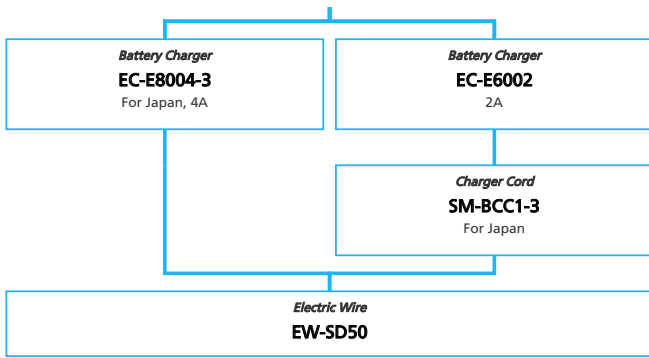 Battery Charger
EC-E8004-3
For Japan, 4A
Battery Charger
EC-E6002
2A
Charger Cord
SM-BCC1-3
For Japan
Electric Wire
EW-SD50